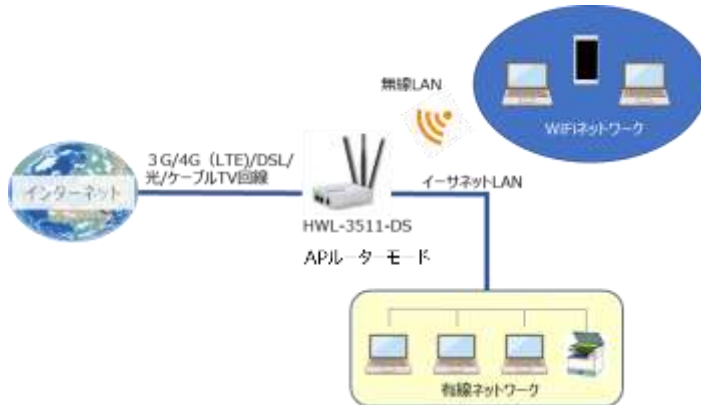 無線LAN
WiFiネットワーク
3G/4G (LTE)/DSL/
光/ケーブルTV回線
インターネット
イーサネットLAN
HWL-3511-DS
APルーターモード
有線ネットワーク